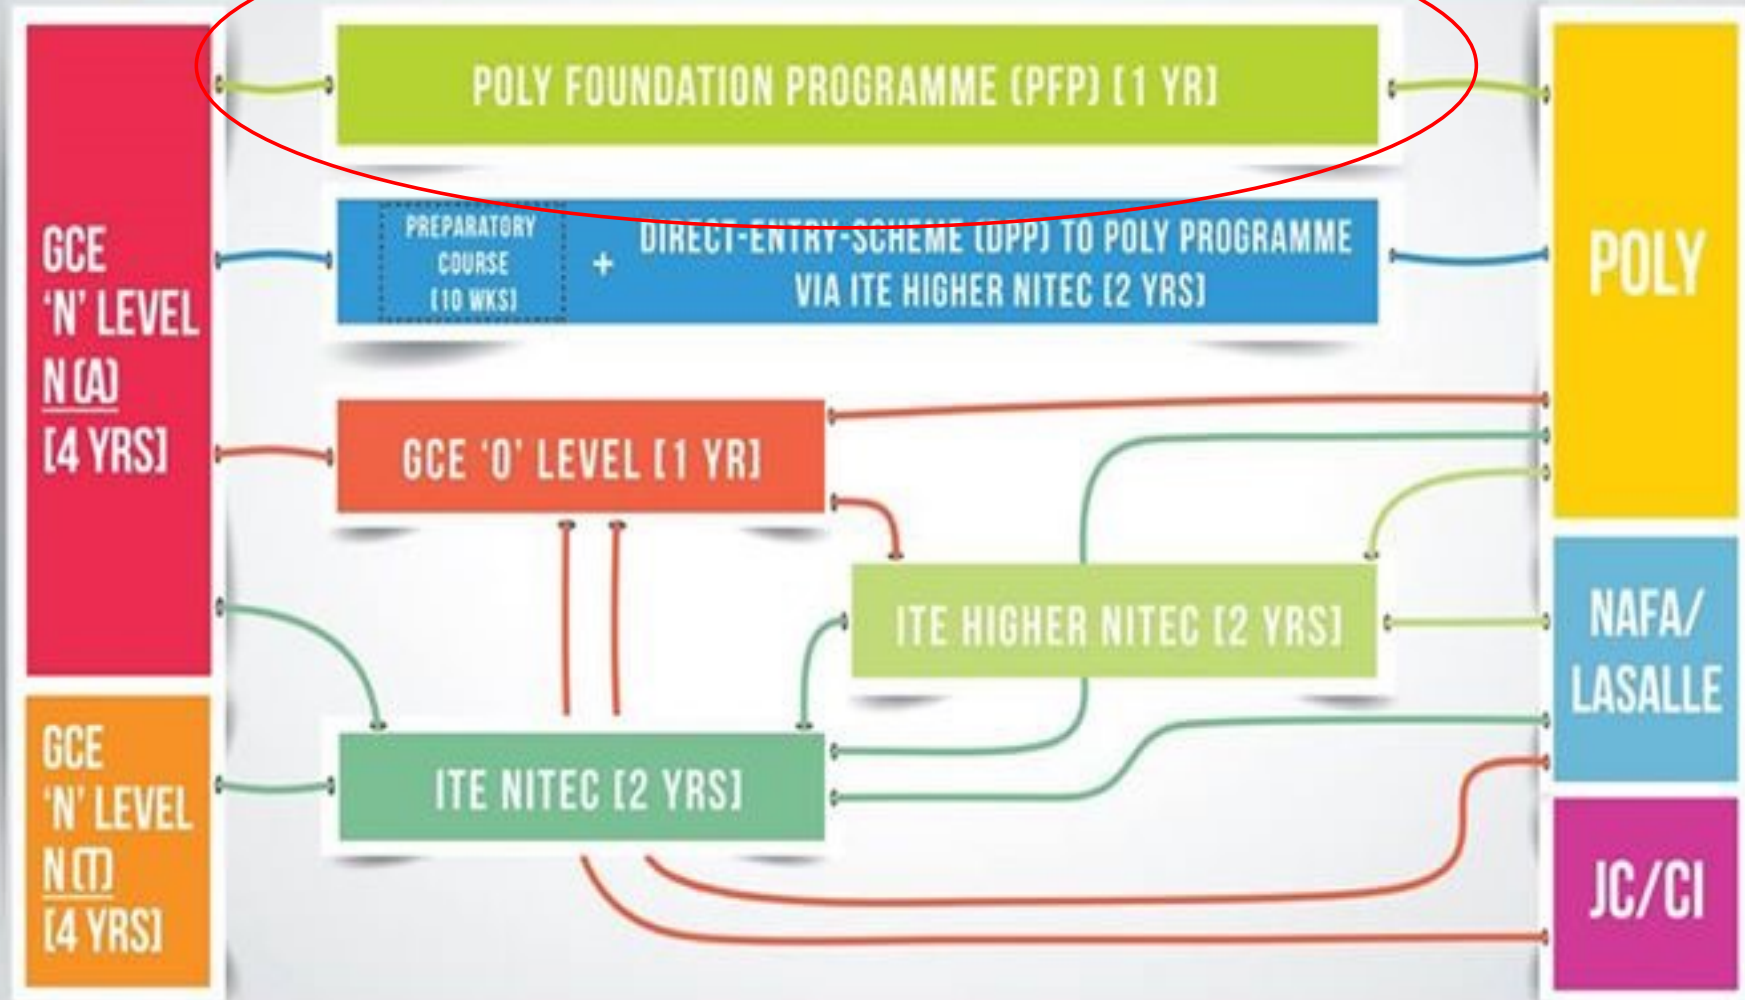 GCE
'N' LEVEL
N (A)
[4 YRS]
GCE
'N' LEVEL
N (T)
[4 YRS]
POLY FOUNDATION PROGRAMME (PFP) [1 YR]
PREPARATORY
COURSE
[10 WKS]
+
DIRECT-ENTRY-SCHEME (DPP) TO POLY PROGRAMME
VIA ITE HIGHER NITEC [2 YRS]
GCE 'O' LEVEL [1 YR]
ITE HIGHER NITEC [2 YRS]
ITE NITEC [2 YRS]
POLY
NAFA/
LASALLE
JC/CI